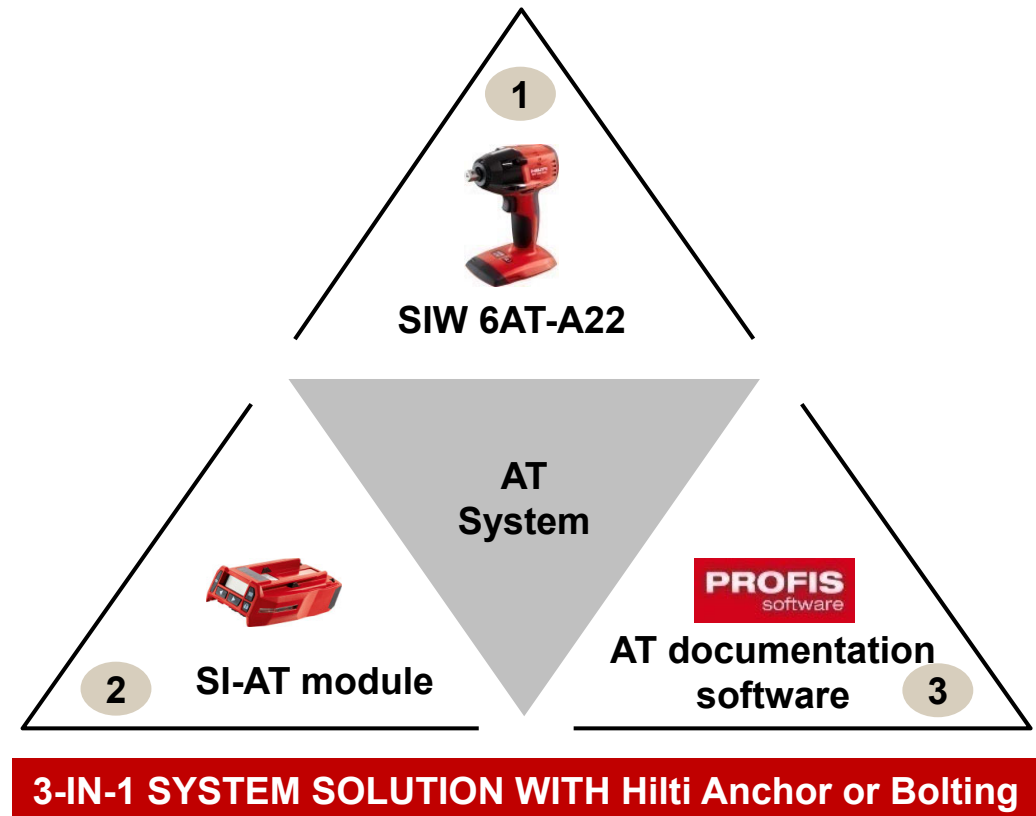 1
HILTI
SIW 6AT-A22
AT
System
PROFIS
software
SI-AT module
2
AT documentation
software
3
3-IN-1 SYSTEM SOLUTION WITH Hilti Anchor or Bolting